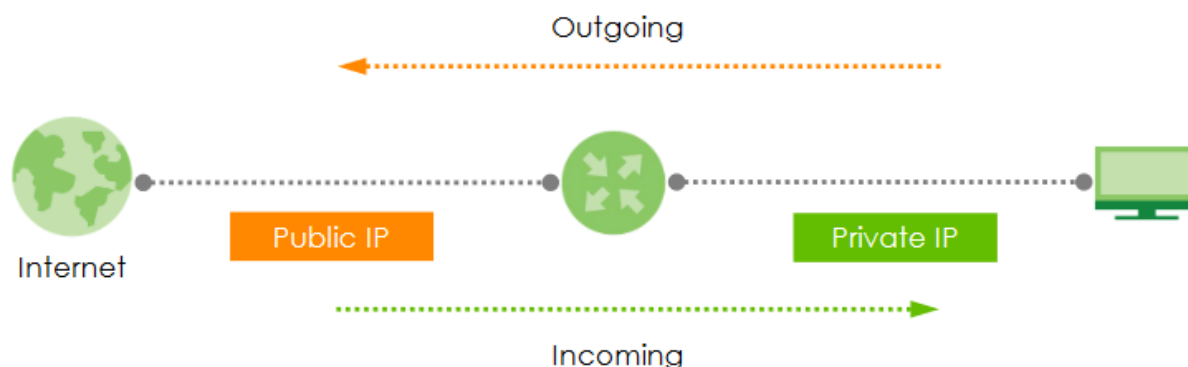 Outgoing
Public IP
Private IP
Internet
Incoming